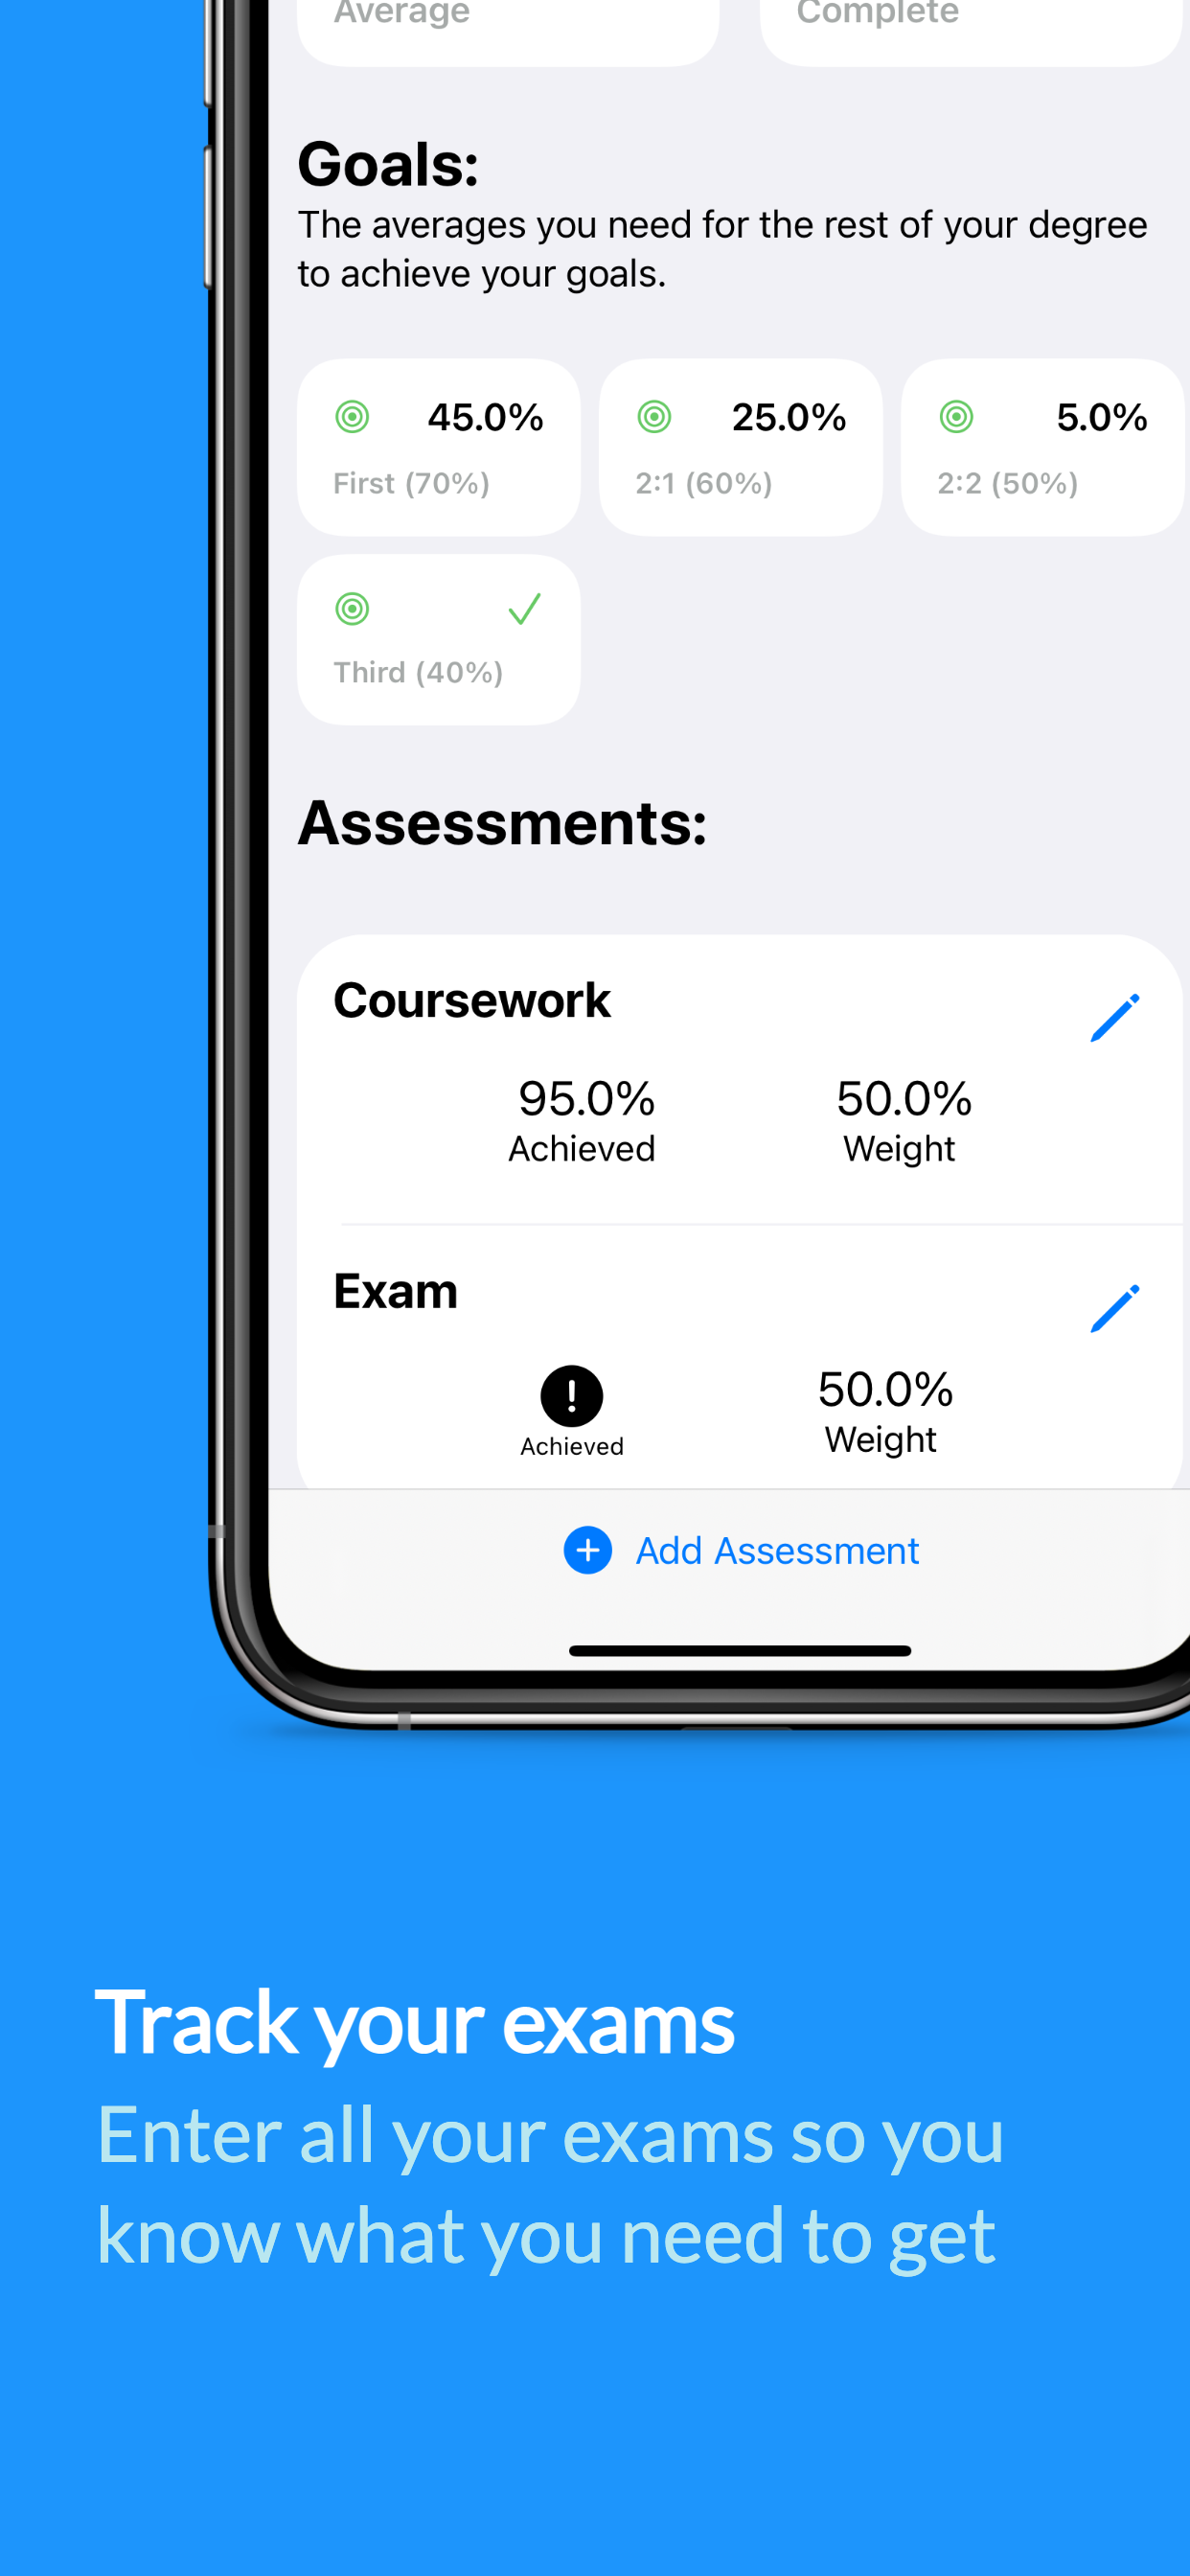 Average
Complete
Goals:
The averages you need for the rest of your degree
to achieve your goals.
45.0%
First (70%)
25.0%
2:1 (60%)
5.0%
2:2 (50%)
Third (40%)
Assessments:
Coursework
95.0%
Achieved
50.0%
Weight
Exam
!
Achieved
50.0%
Weight
Add Assessment
Track your exams
Enter all your exams so you
know what you need to get